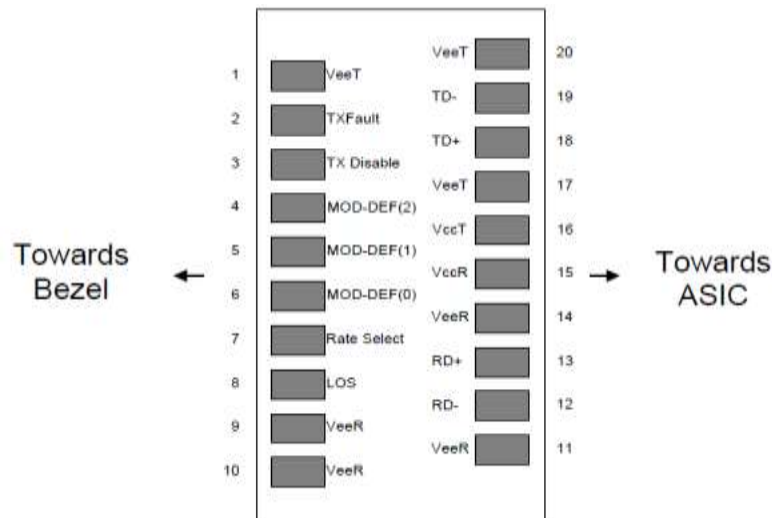 VeeT 20
1 VeeT
TD- 19
2 TXFault
TD+ 18
3 TX Disable
VeeT 17
4 MOD-DEF(2)
VccT 16
5 MOD-DEF(1)
Towards
Bezel
VccR 15
Towards
ASIC
6 MOD-DEF(0)
VeeR 14
7 Rate Select
RD+ 13
8 LOS
RD- 12
9 VeeR
VeeR 11
10 VeeR